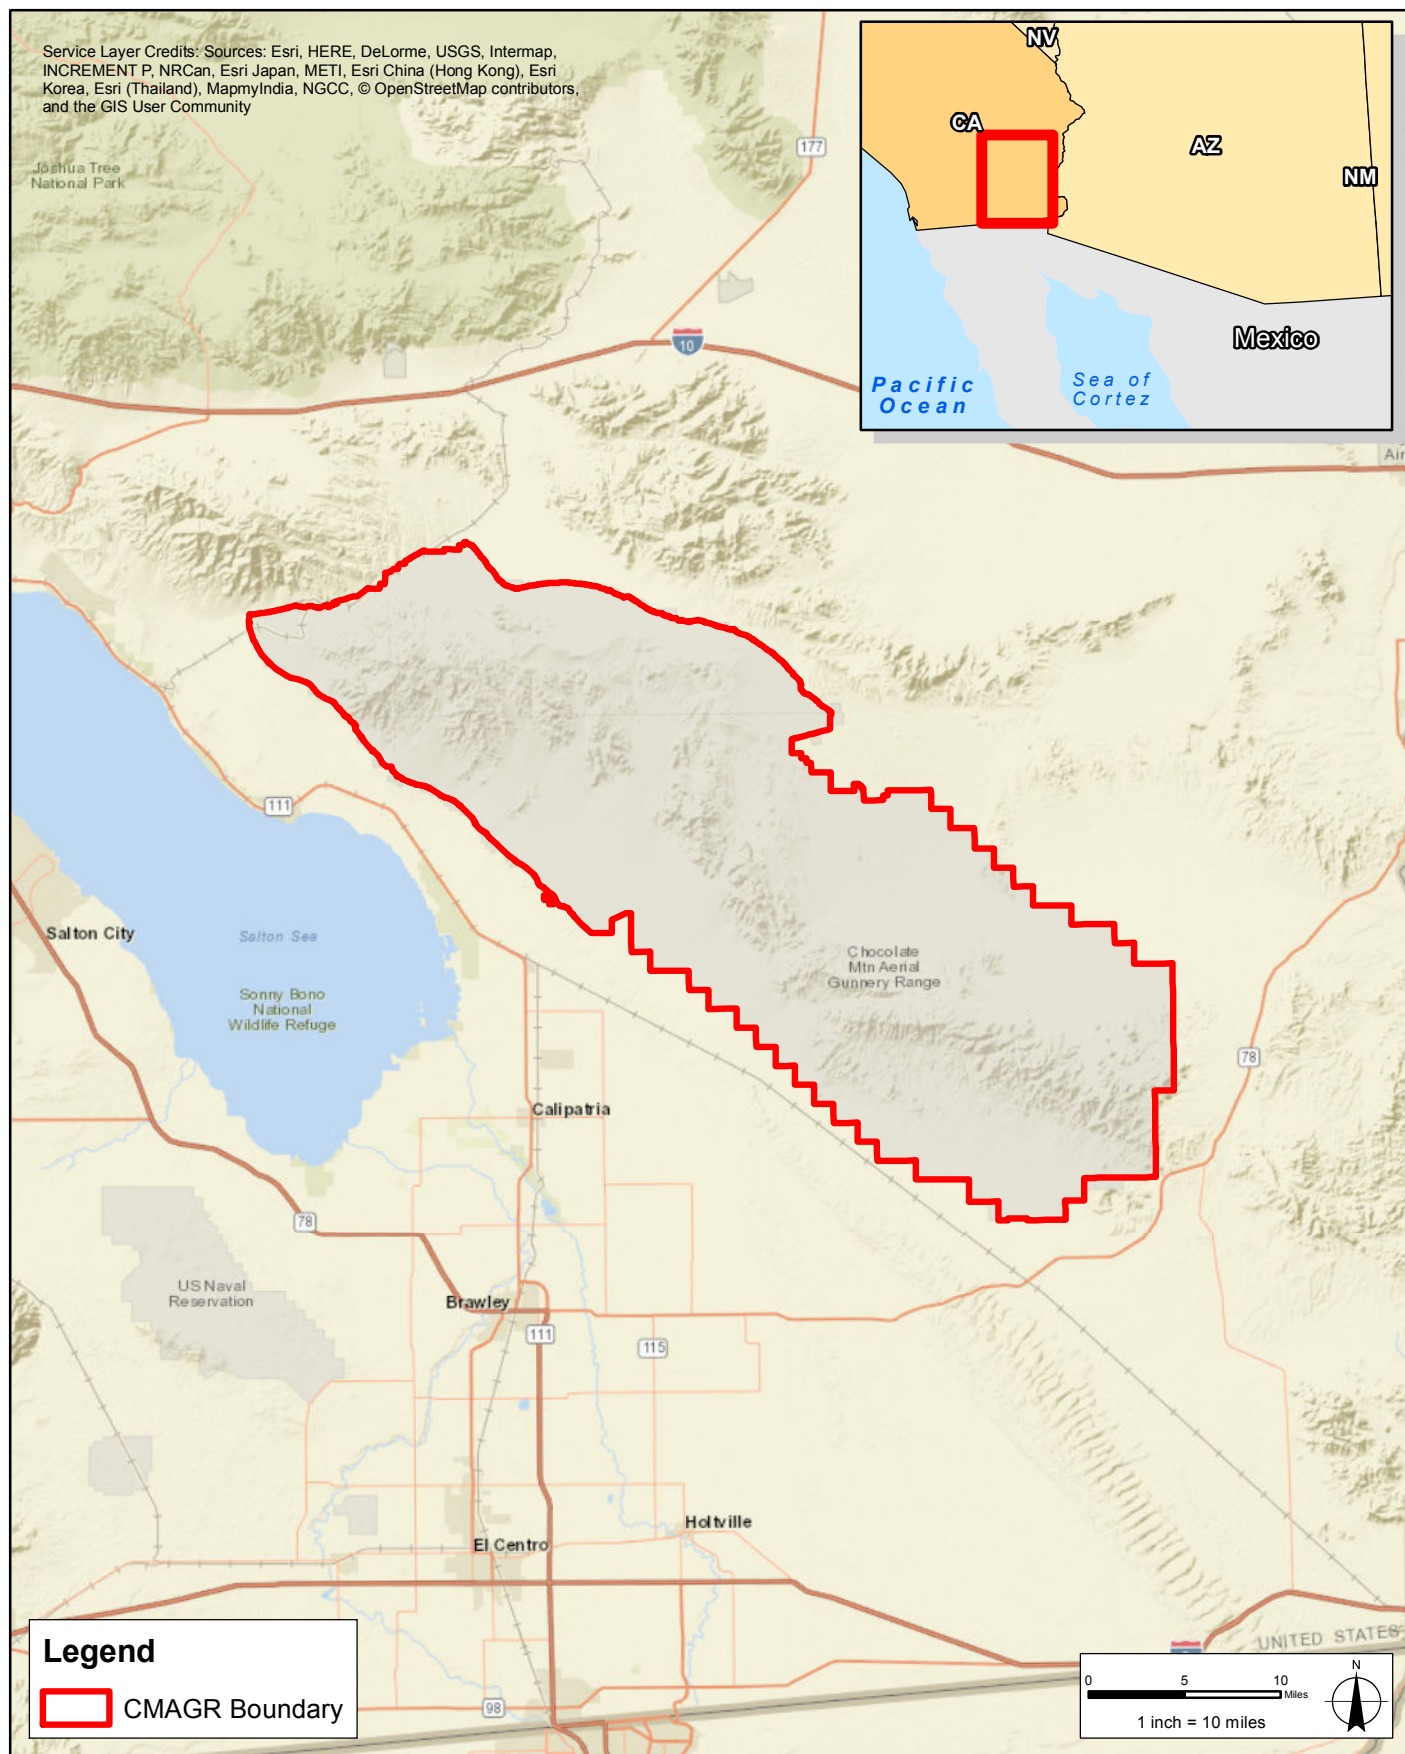 Service Layer Credits: Sources: Esri, HERE, DeLorme, USGS, Intermap,
INCREMENT P, NRCan, Esri Japan, METI, Esri China (Hong Kong), Esri
Korea, Esri (Thailand), MapmyIndia, NGCC, © OpenStreetMap contributors,
and the GIS User Community
NV
CA
AZ
NM
Mexico
Pacific
Ocean
Sea of
Cortez
177
Joshua Tree
National Park
10
Air
111
Salton City
Salton Sea
Sonny Bono
National
Wildlife Refuge
Chocolate
Mtn Aerial
Gunnery Range
78
Calipatria
78
US Naval
Reservation
Brawley
111
115
Holtville
El Centro
UNITED STATES
98
Legend
CMAGR Boundary
0 5 10
Miles
1 inch = 10 miles
N